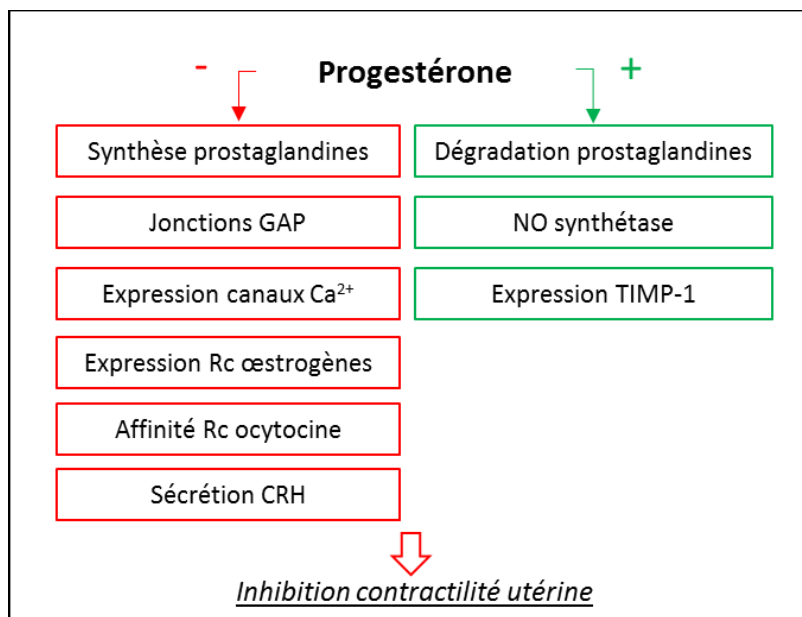 - Progestérone +
Synthèse prostaglandines
Dégradation prostaglandines
Jonctions GAP
NO synthétase
Expression canaux Ca²⁺
Expression TIMP-1
Expression Rc œstrogènes
Affinité Rc ocytocine
Sécrétion CRH
Inhibition contractilité utérine